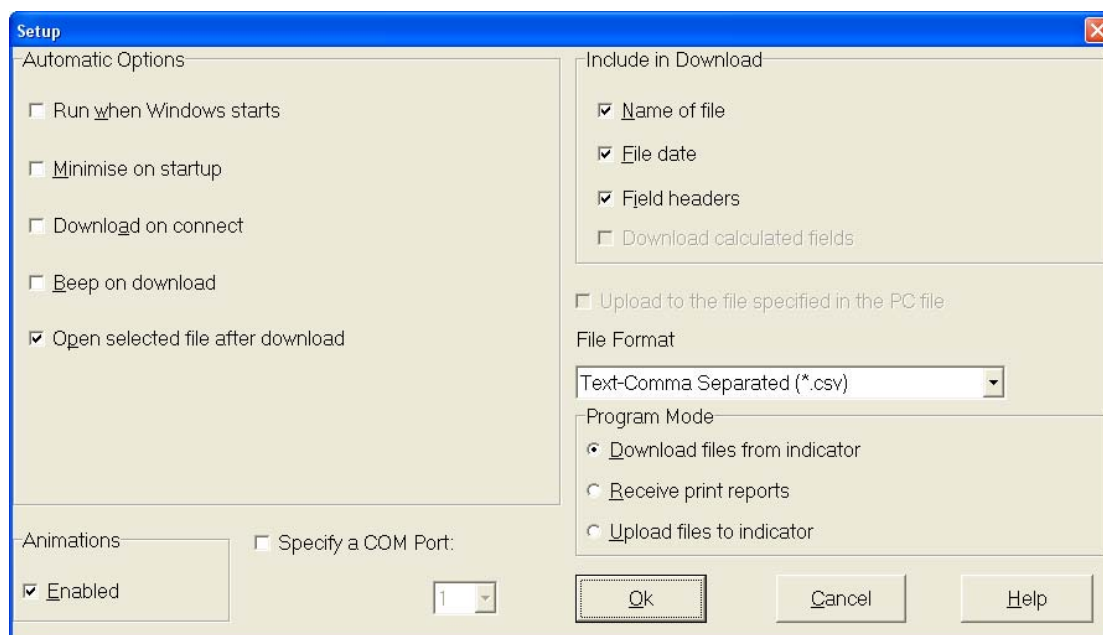 Setup
Automatic Options
Run when Windows starts
Minimise on startup
Download on connect
Beep on download
Open selected file after download
Animations
Enabled
Specify a COM Port:
1
Include in Download
Name of file
File date
Field headers
Download calculated fields
Upload to the file specified in the PC file
File Format
Text-Comma Separated (*.csv)
Program Mode
Download files from indicator
Receive print reports
Upload files to indicator
Ok
Cancel
Help